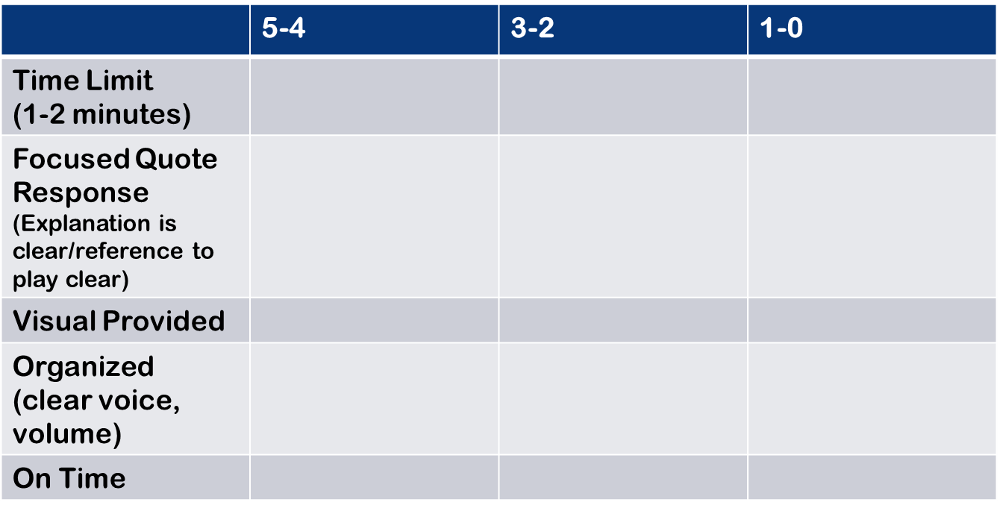 5-4 3-2 1-0
Time Limit
(1-2 minutes)
Focused Quote
Response
(Explanation is
clear/reference to
play clear)
Visual Provided
Organized
(clear voice,
volume)
On Time